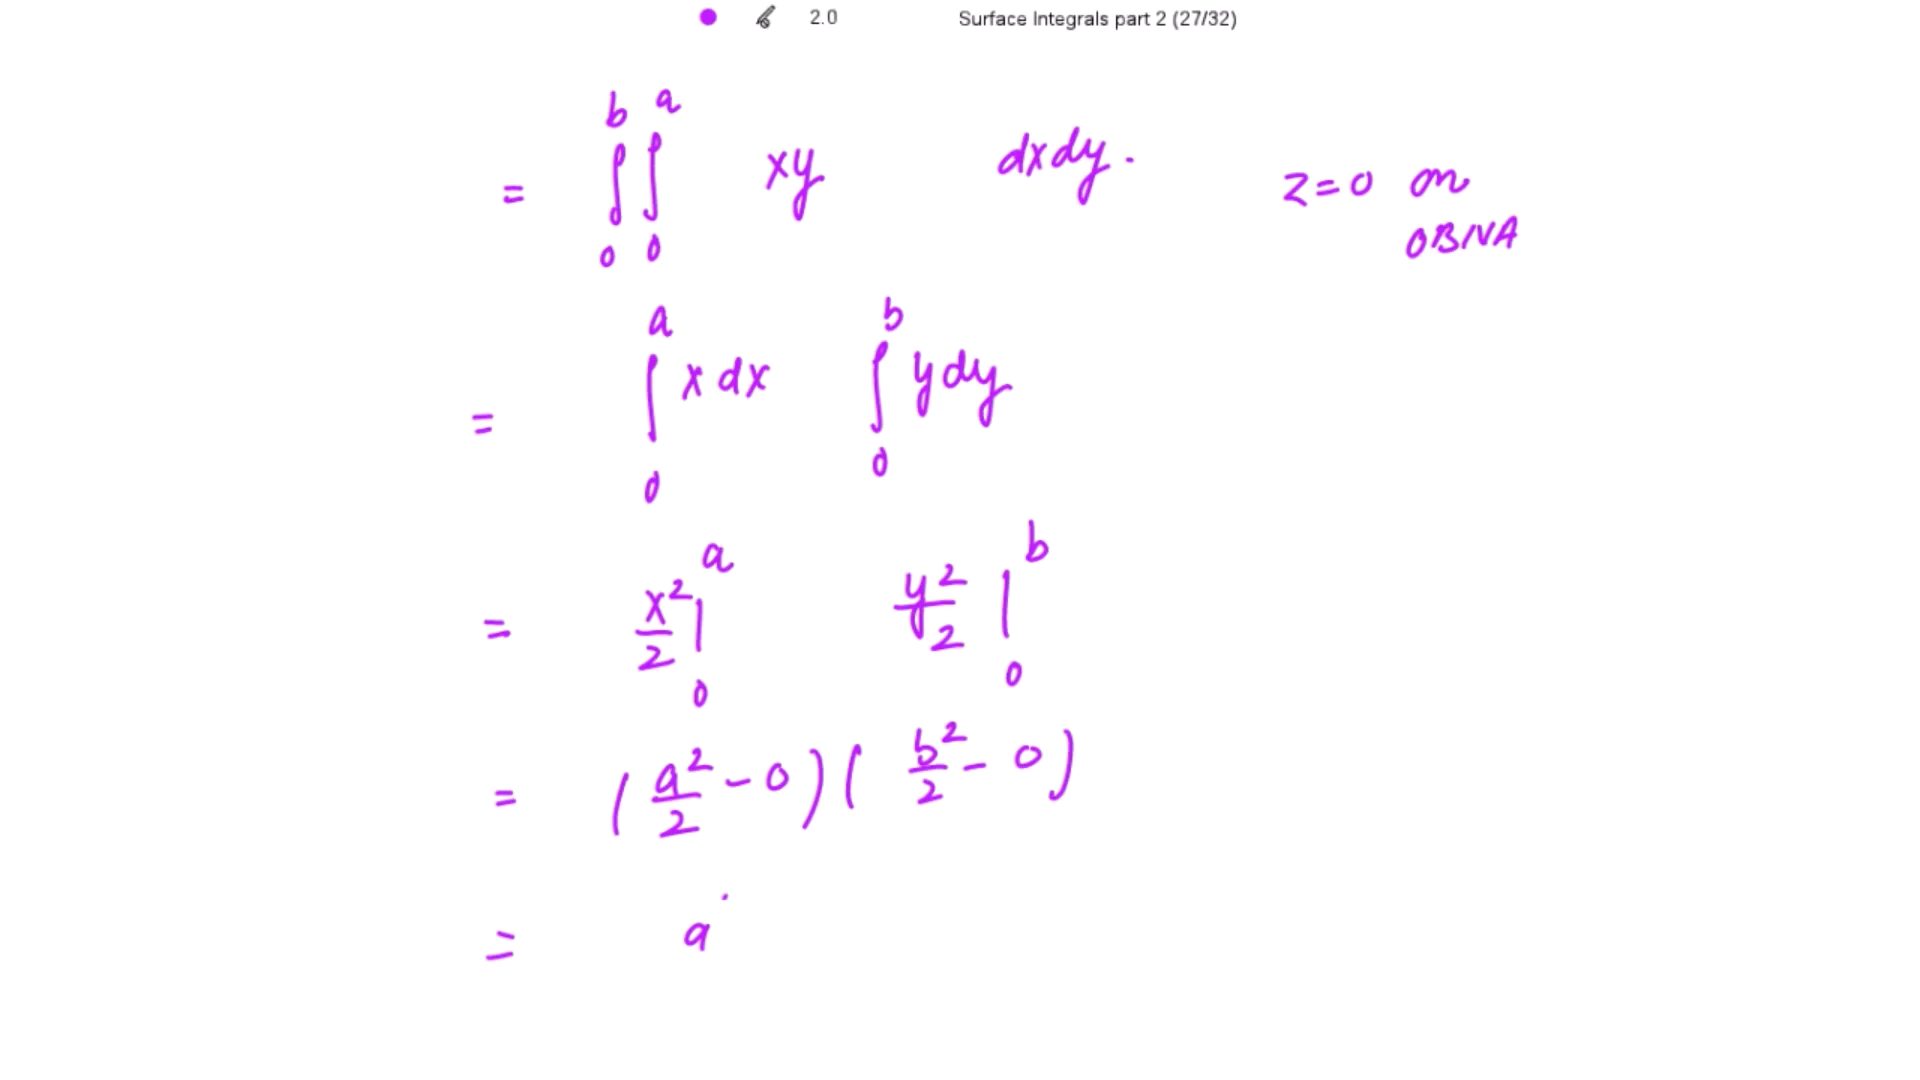 2.0 Surface Integrals part 2 (27/32)
= ∫₀ᵇ ∫₀ᵃ xy dxdy. z=0 on
OBNA
= ∫₀ᵃ x dx ∫₀ᵇ y dy
= x²/2 |₀ᵃ y²/2 |₀ᵇ
= (a²/2 - 0)(b²/2 - 0)
= a